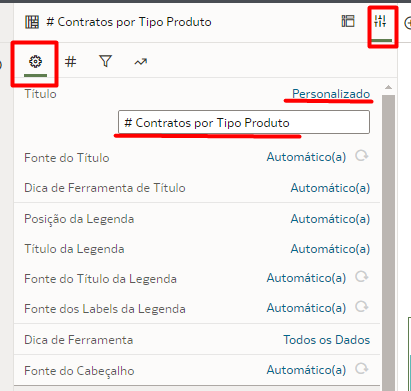 # Contratos por Tipo Produto
#
Título Personalizado
# Contratos por Tipo Produto
Fonte do Título Automático(a)
Dica de Ferramenta de Título Automático(a)
Posição da Legenda Automático(a)
Título da Legenda Automático(a)
Fonte do Título da Legenda Automático(a)
Fonte dos Labels da Legenda Automático(a)
Dica de Ferramenta Todos os Dados
Fonte do Cabeçalho Automático(a)